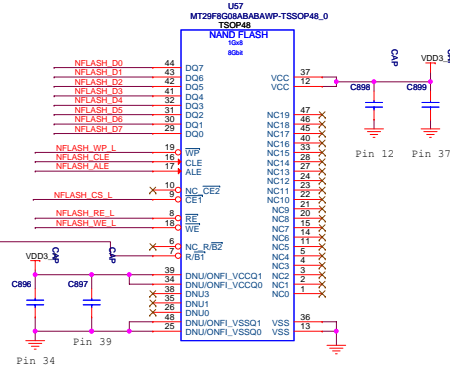 U57
MT29F8G08ABABAWP-TSSOP48_0
TSOP48
NAND FLASH
1Gx8
8Gbit
NFLASH_D0 44 DQ7
NFLASH_D1 43 DQ6
NFLASH_D2 42 DQ5
NFLASH_D3 41 DQ4
NFLASH_D4 32 DQ3
NFLASH_D5 31 DQ2
NFLASH_D6 30 DQ1
NFLASH_D7 29 DQ0
NFLASH_WP_L 19 WP
NFLASH_CLE 16 CLE
NFLASH_ALE 17 ALE
10 NC_CE2
NFLASH_CS_L 9 CE1
NFLASH_RE_L 8 RE
NFLASH_WE_L 18 WE
6 NC_R/B2
7 R/B1
39 DNU/ONFI_VCCQ1
34 DNU/ONFI_VCCQ0
38 DNU3
35 DNU1
26 DNU0
48 DNU/ONFI_VSSQ1
25 DNU/ONFI_VSSQ0
VCC 37
VCC 12
NC19 47
NC18 46
NC17 45
NC16 40
NC15 33
NC14 28
NC13 27
NC12 24
NC11 23
NC10 22
NC9 21
NC8 20
NC7 15
NC6 14
NC5 11
NC4 5
NC3 4
NC2 3
NC1 2
NC0 1
VSS 36
VSS 13
CAP
CAP
VDD3_
C898
C899
Pin 12
Pin 37
VDD3_
CAP
CAP
C896
C897
Pin 39
Pin 34